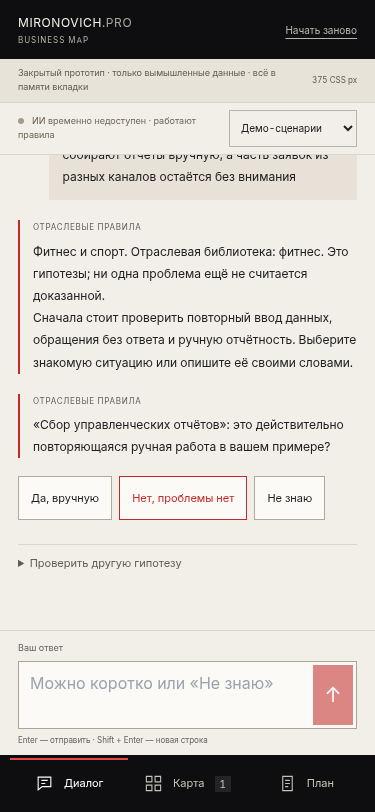 MIRONOVICH.PRO
BUSINESS MAP
Начать заново
Закрытый прототип · только вымышленные данные · всё в
памяти вкладки
375 CSS px
ИИ временно недоступен · работают
правила
Демо-сценарии
собирают отчёты вручную, а часть заявок из
разных каналов остаётся без внимания
ОТРАСЛЕВЫЕ ПРАВИЛА
Фитнес и спорт. Отраслевая библиотека: фитнес. Это
гипотезы; ни одна проблема ещё не считается
доказанной.
Сначала стоит проверить повторный ввод данных,
обращения без ответа и ручную отчётность. Выберите
знакомую ситуацию или опишите её своими словами.
ОТРАСЛЕВЫЕ ПРАВИЛА
«Сбор управленческих отчётов»: это действительно
повторяющаяся ручная работа в вашем примере?
Да, вручную
Нет, проблемы нет
Не знаю
Проверить другую гипотезу
Ваш ответ
Можно коротко или «Не знаю»
Enter — отправить · Shift + Enter — новая строка
Диалог
Карта 1
План